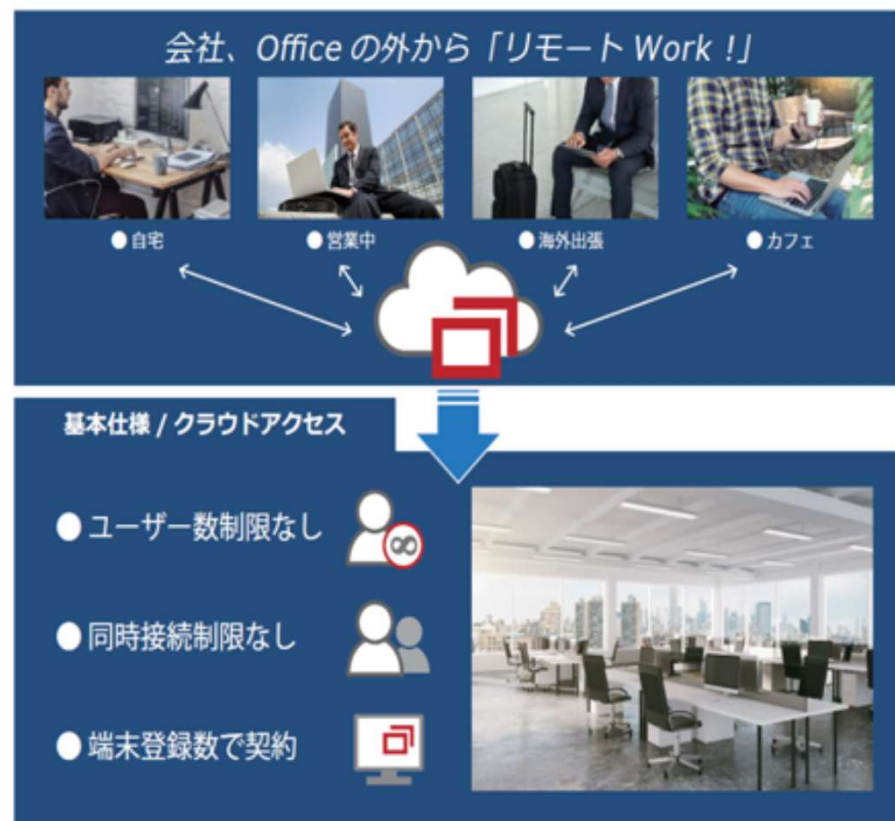 会社、Office の外から「リモート Work !」
● 自宅
● 営業中
● 海外出張
● カフェ
基本仕様 / クラウドアクセス
● ユーザー数制限なし
● 同時接続制限なし
● 端末登録数で契約